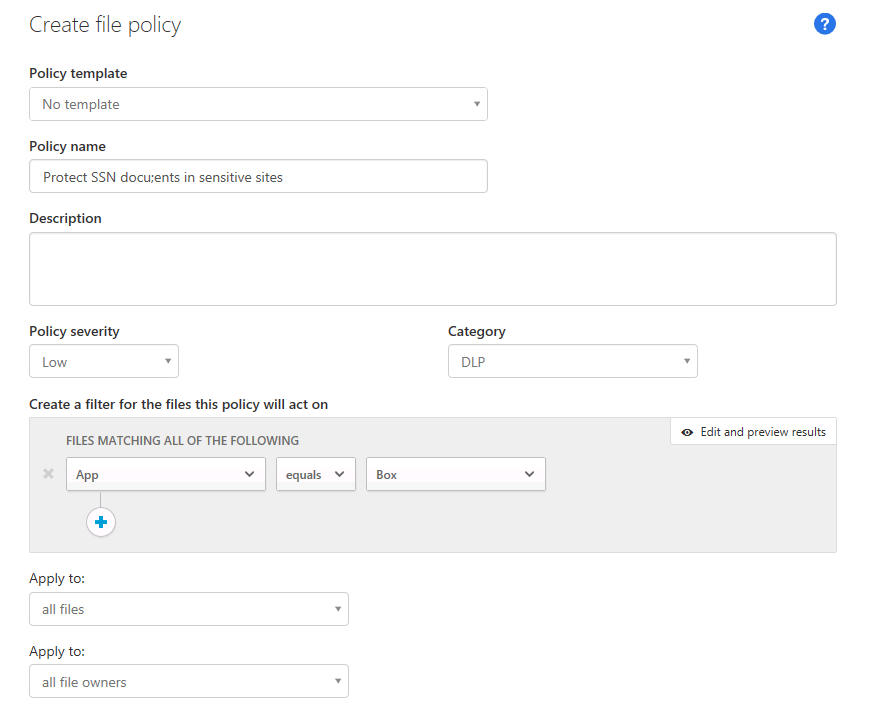 Create file policy
?
Policy template
No template
Policy name
Protect SSN docu;ents in sensitive sites
Description
Policy severity
Category
Low
DLP
Create a filter for the files this policy will act on
FILES MATCHING ALL OF THE FOLLOWING
Edit and preview results
App
equals
Box
Apply to:
all files
Apply to:
all file owners